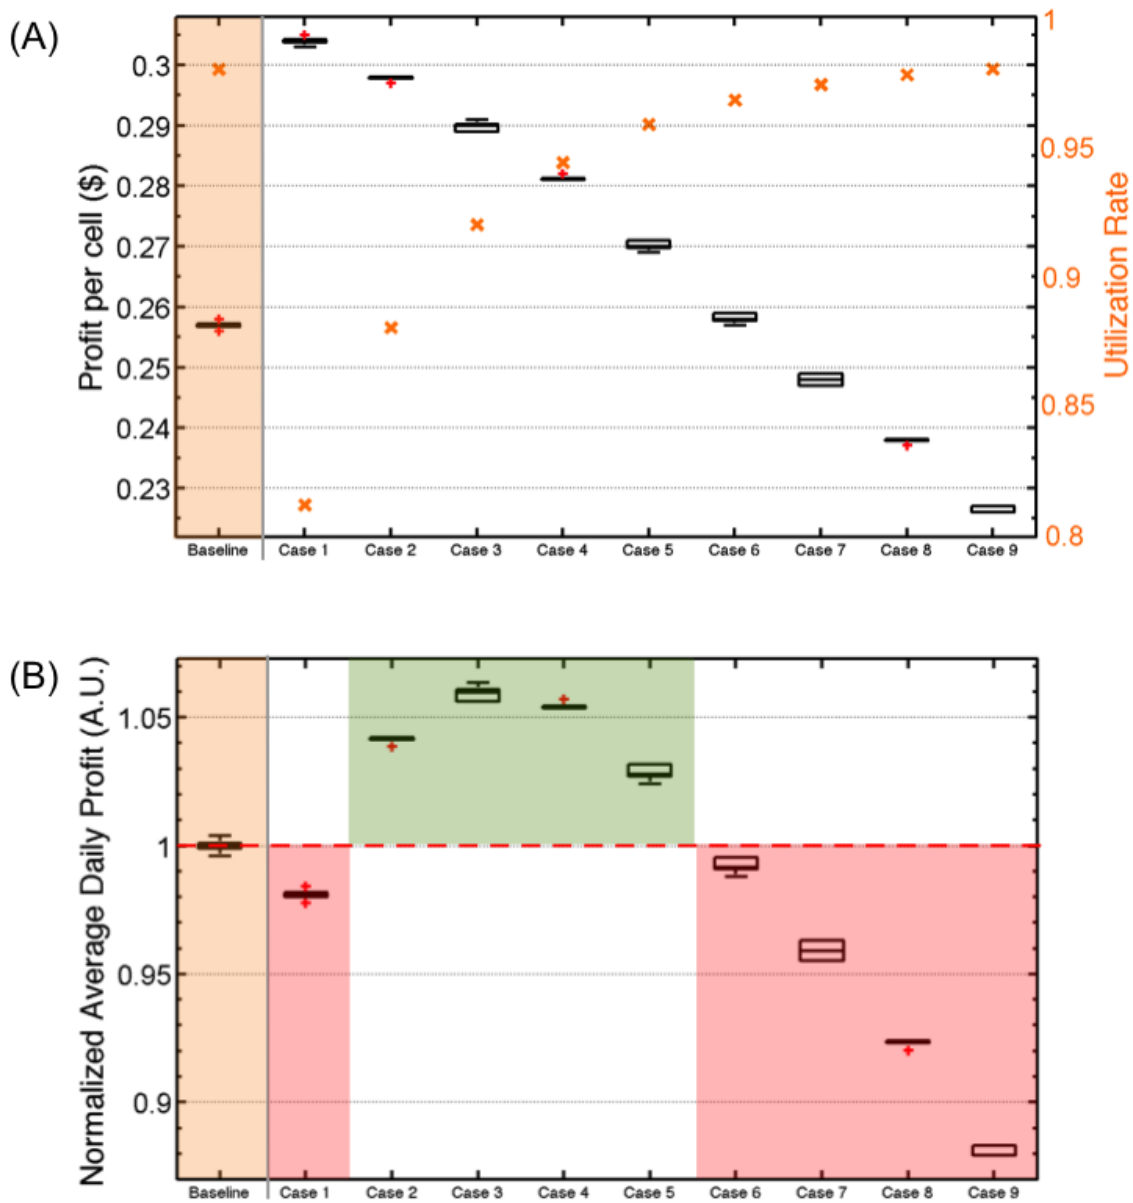 (A)
Profit per cell ($)
0.3
0.29
0.28
0.27
0.26
0.25
0.24
0.23
1
0.95
0.9
0.85
0.8
Utilization Rate
Baseline Case 1 Case 2 Case 3 Case 4 Case 5 Case 6 Case 7 Case 8 Case 9
(B)
Normalized Average Daily Profit (A.U.)
1.05
1
0.95
0.9
Baseline Case 1 Case 2 Case 3 Case 4 Case 5 Case 6 Case 7 Case 8 Case 9